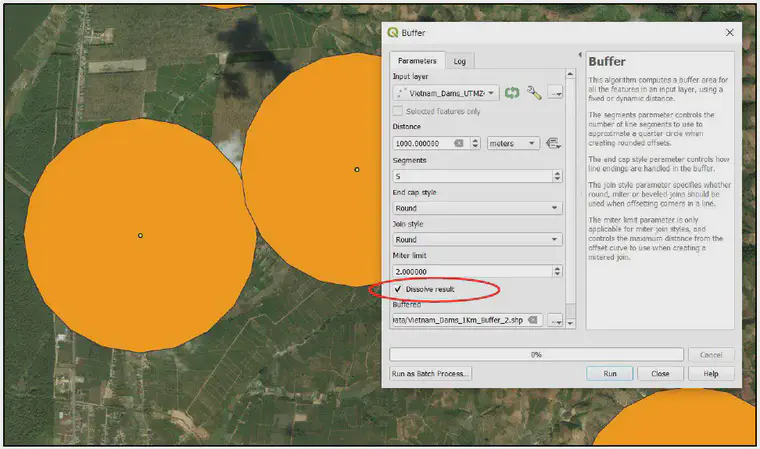 Buffer
Parameters
Log
Input layer
Vietnam_Dams_UTMZ
...
Selected features only
Distance
1000.000000
meters
Segments
5
End cap style
Round
Join style
Round
Miter limit
2.000000
Dissolve result
Buffered
ata/Vietnam_Dams_1Km_Buffer_2.shp
...
Buffer
This algorithm computes a buffer area for
all the features in an input layer, using a
fixed or dynamic distance.
The segments parameter controls the
number of line segments to use to
approximate a quarter circle when
creating rounded offsets.
The end cap style parameter controls how
line endings are handled in the buffer.
The join style parameter specifies whether
round, miter or beveled joins should be
used when offsetting corners in a line.
The miter limit parameter is only
applicable for miter join styles, and
controls the maximum distance from the
offset curve to use when creating a
mitered join.
0%
Cancel
Run as Batch Process...
Run
Close
Help